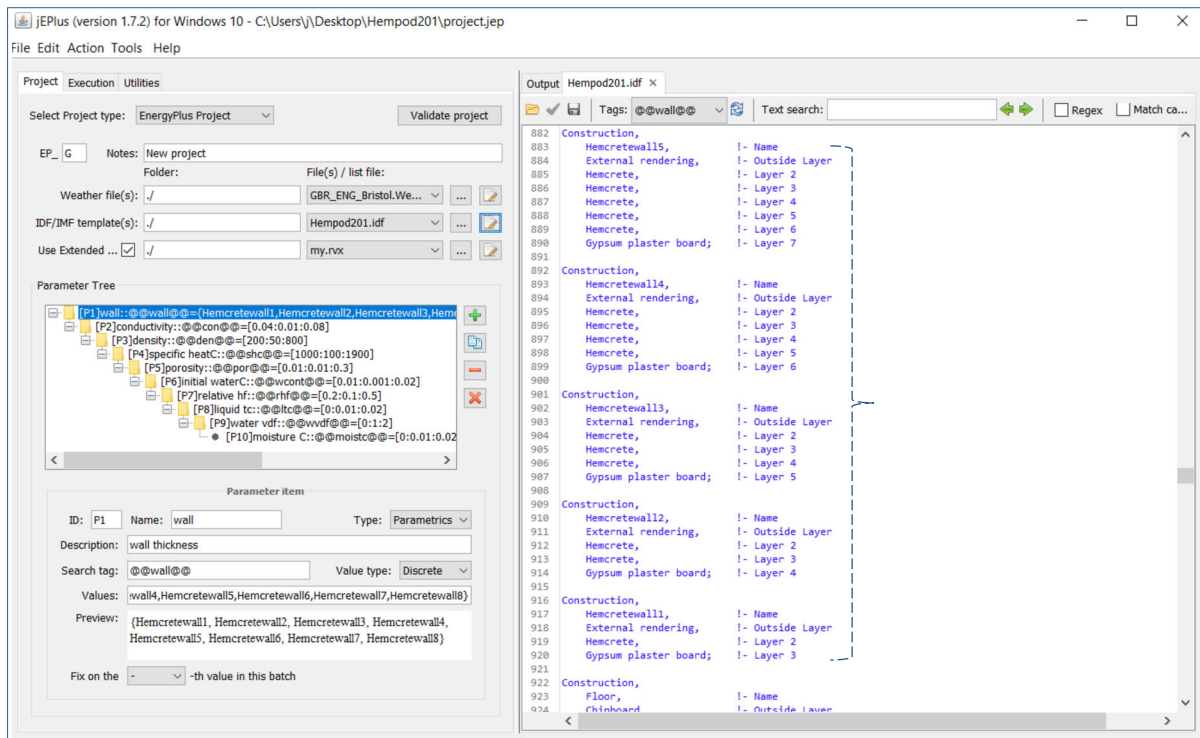 jEPlus (version 1.7.2) for Windows 10 - C:\Users\j\Desktop\Hempod201\project.jep
File Edit Action Tools Help
Project Execution Utilities
Select Project type: EnergyPlus Project Validate project
EP_ G Notes: New project
Folder: File(s) / list file:
Weather file(s): ./ GBR_ENG_Bristol.We... ...
IDF/IMF template(s): ./ Hempod201.idf ...
Use Extended ... ./ my.rvx ...
Parameter Tree
[P1]wall::@@wall@@={Hemcretewall1,Hemcretewall2,Hemcretewall3,Hemc
[P2]conductivity::@@con@@=[0.04:0.01:0.08]
[P3]density::@@den@@=[200:50:800]
[P4]specific heatC::@@shc@@=[1000:100:1900]
[P5]porosity::@@por@@=[0.01:0.01:0.3]
[P6]initial waterC::@@wcont@@=[0.01:0.001:0.02]
[P7]relative hf::@@rhf@@=[0.2:0.1:0.5]
[P8]liquid tc::@@ltc@@=[0:0.01:0.02]
[P9]water vdf::@@wvdf@@=[0:1:2]
[P10]moisture C::@@moistc@@=[0:0.01:0.02
Parameter item
ID: P1 Name: wall Type: Parametrics
Description: wall thickness
Search tag: @@wall@@ Value type: Discrete
Values: wall4,Hemcretewall5,Hemcretewall6,Hemcretewall7,Hemcretewall8}
Preview: {Hemcretewall1, Hemcretewall2, Hemcretewall3, Hemcretewall4,
Hemcretewall5, Hemcretewall6, Hemcretewall7, Hemcretewall8}
Fix on the - -th value in this batch
Output Hempod201.idf
Tags: @@wall@@ Text search: Regex Match ca...
882 Construction,
883 Hemcretewall5, !- Name
884 External rendering, !- Outside Layer
885 Hemcrete, !- Layer 2
886 Hemcrete, !- Layer 3
887 Hemcrete, !- Layer 4
888 Hemcrete, !- Layer 5
889 Hemcrete, !- Layer 6
890 Gypsum plaster board; !- Layer 7
891
892 Construction,
893 Hemcretewall4, !- Name
894 External rendering, !- Outside Layer
895 Hemcrete, !- Layer 2
896 Hemcrete, !- Layer 3
897 Hemcrete, !- Layer 4
898 Hemcrete, !- Layer 5
899 Gypsum plaster board; !- Layer 6
900
901 Construction,
902 Hemcretewall3, !- Name
903 External rendering, !- Outside Layer
904 Hemcrete, !- Layer 2
905 Hemcrete, !- Layer 3
906 Hemcrete, !- Layer 4
907 Gypsum plaster board; !- Layer 5
908
909 Construction,
910 Hemcretewall2, !- Name
911 External rendering, !- Outside Layer
912 Hemcrete, !- Layer 2
913 Hemcrete, !- Layer 3
914 Gypsum plaster board; !- Layer 4
915
916 Construction,
917 Hemcretewall1, !- Name
918 External rendering, !- Outside Layer
919 Hemcrete, !- Layer 2
920 Gypsum plaster board; !- Layer 3
921
922 Construction,
923 Floor, !- Name
924 Chipboard !- Outside Layer